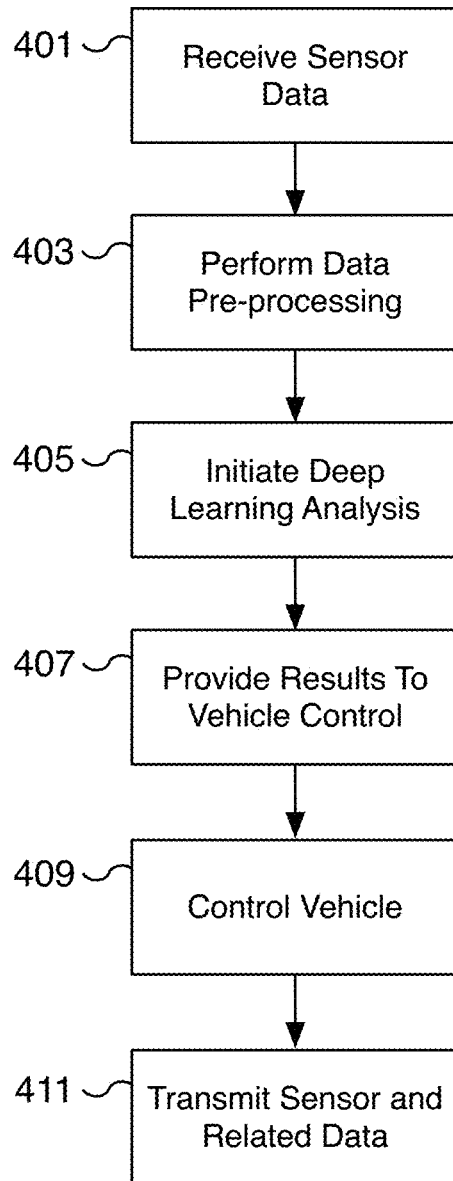 401
Receive Sensor
Data
403
Perform Data
Pre-processing
405
Initiate Deep
Learning Analysis
407
Provide Results To
Vehicle Control
409
Control Vehicle
411
Transmit Sensor and
Related Data